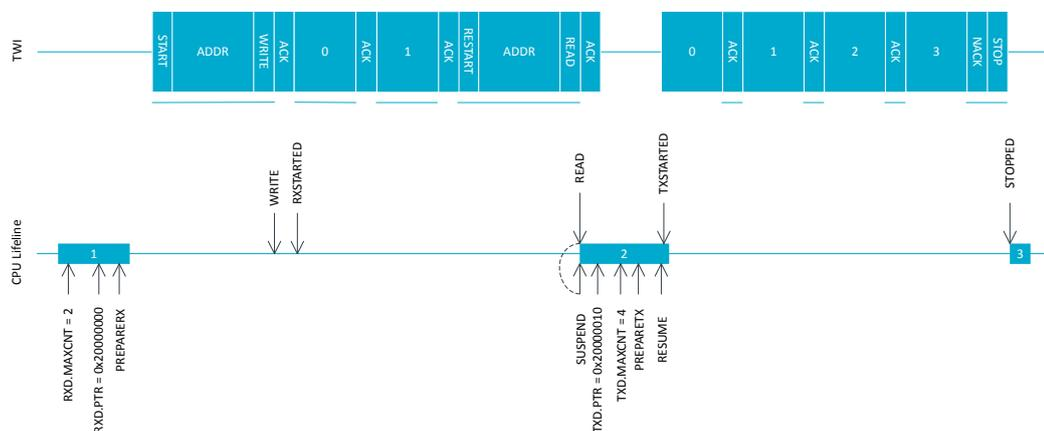 TWI
START
ADDR
WRITE
ACK
0
ACK
1
ACK
RESTART
ADDR
READ
ACK
0
ACK
1
ACK
2
ACK
3
NACK
STOP
CPU Lifeline
WRITE
RXSTARTED
READ
TXSTARTED
STOPPED
1
2
3
RXD.MAXCNT = 2
RXD.PTR = 0x20000000
PREPARERX
SUSPEND
TXD.PTR = 0x20000010
TXD.MAXCNT = 4
PREPARETX
RESUME